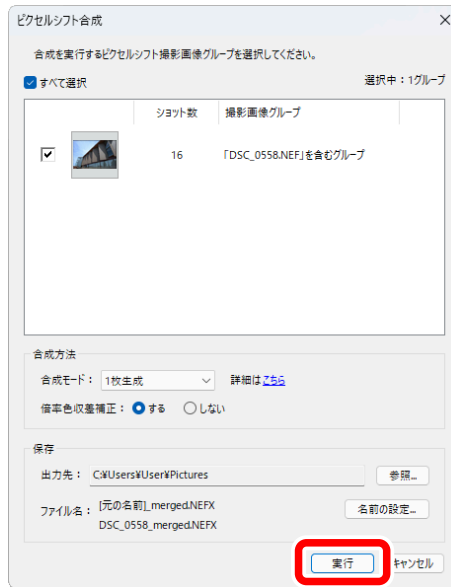 ピクセルシフト合成
合成を実行するピクセルシフト撮影画像グループを選択してください。
すべて選択
選択中：1グループ
ショット数
撮影画像グループ
16
「DSC_0558.NEF」を含むグループ
合成方法
合成モード： 1枚生成 詳細はこちら
倍率色収差補正： する しない
保存
出力先： C:¥Users¥User¥Pictures 参照...
ファイル名： [元の名前]_merged.NEFX 名前の設定...
DSC_0558_merged.NEFX
実行 キャンセル